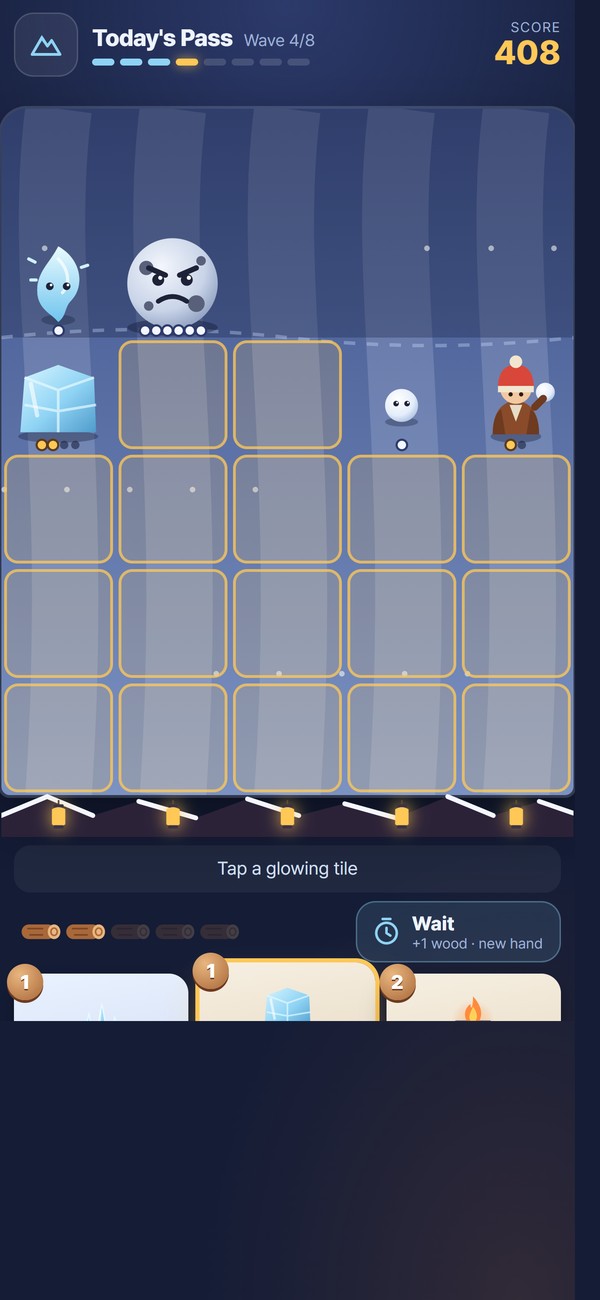 Today's Pass Wave 4/8
SCORE
408
Tap a glowing tile
Wait
+1 wood · new hand
1
1
2